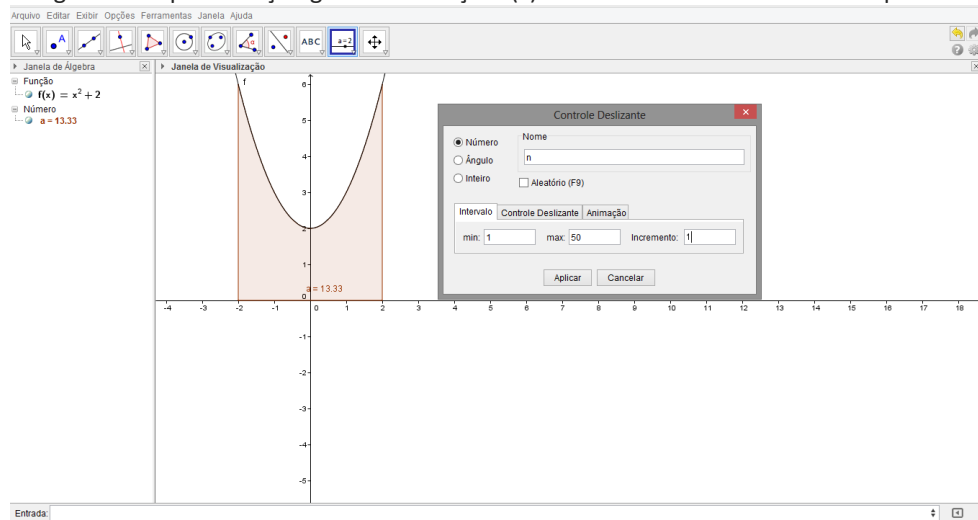 Arquivo Editar Exibir Opções Ferramentas Janela Ajuda
A
α
ABC
a=2
Janela de Álgebra
Janela de Visualização
Função
f(x) = x² + 2
Número
a = 13.33
f
a = 13.33
6
5
4
3
2
1
0
-4 -3 -2 -1 0 1 2 3 4 5 6 7 8 9 10 11 12 13 14 15 16 17 18
-1
-2
-3
-4
-5
Controle Deslizante
Número
Ângulo
Inteiro
Nome
n
Aleatório (F9)
Intervalo Controle Deslizante Animação
min: 1 max: 50 Incremento: 1
Aplicar Cancelar
Entrada: